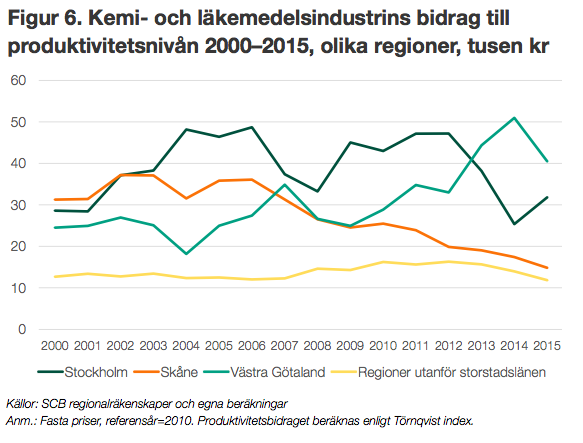 Figur 6. Kemi- och läkemedelsindustrins bidrag till
produktivitetsnivån 2000–2015, olika regioner, tusen kr
60
50
40
30
20
10
0
2000 2001 2002 2003 2004 2005 2006 2007 2008 2009 2010 2011 2012 2013 2014 2015
Stockholm Skåne Västra Götaland Regioner utanför storstadslänen
Källor: SCB regionalräkenskaper och egna beräkningar
Anm.: Fasta priser, referensår=2010. Produktivitetsbidraget beräknas enligt Törnqvist index.